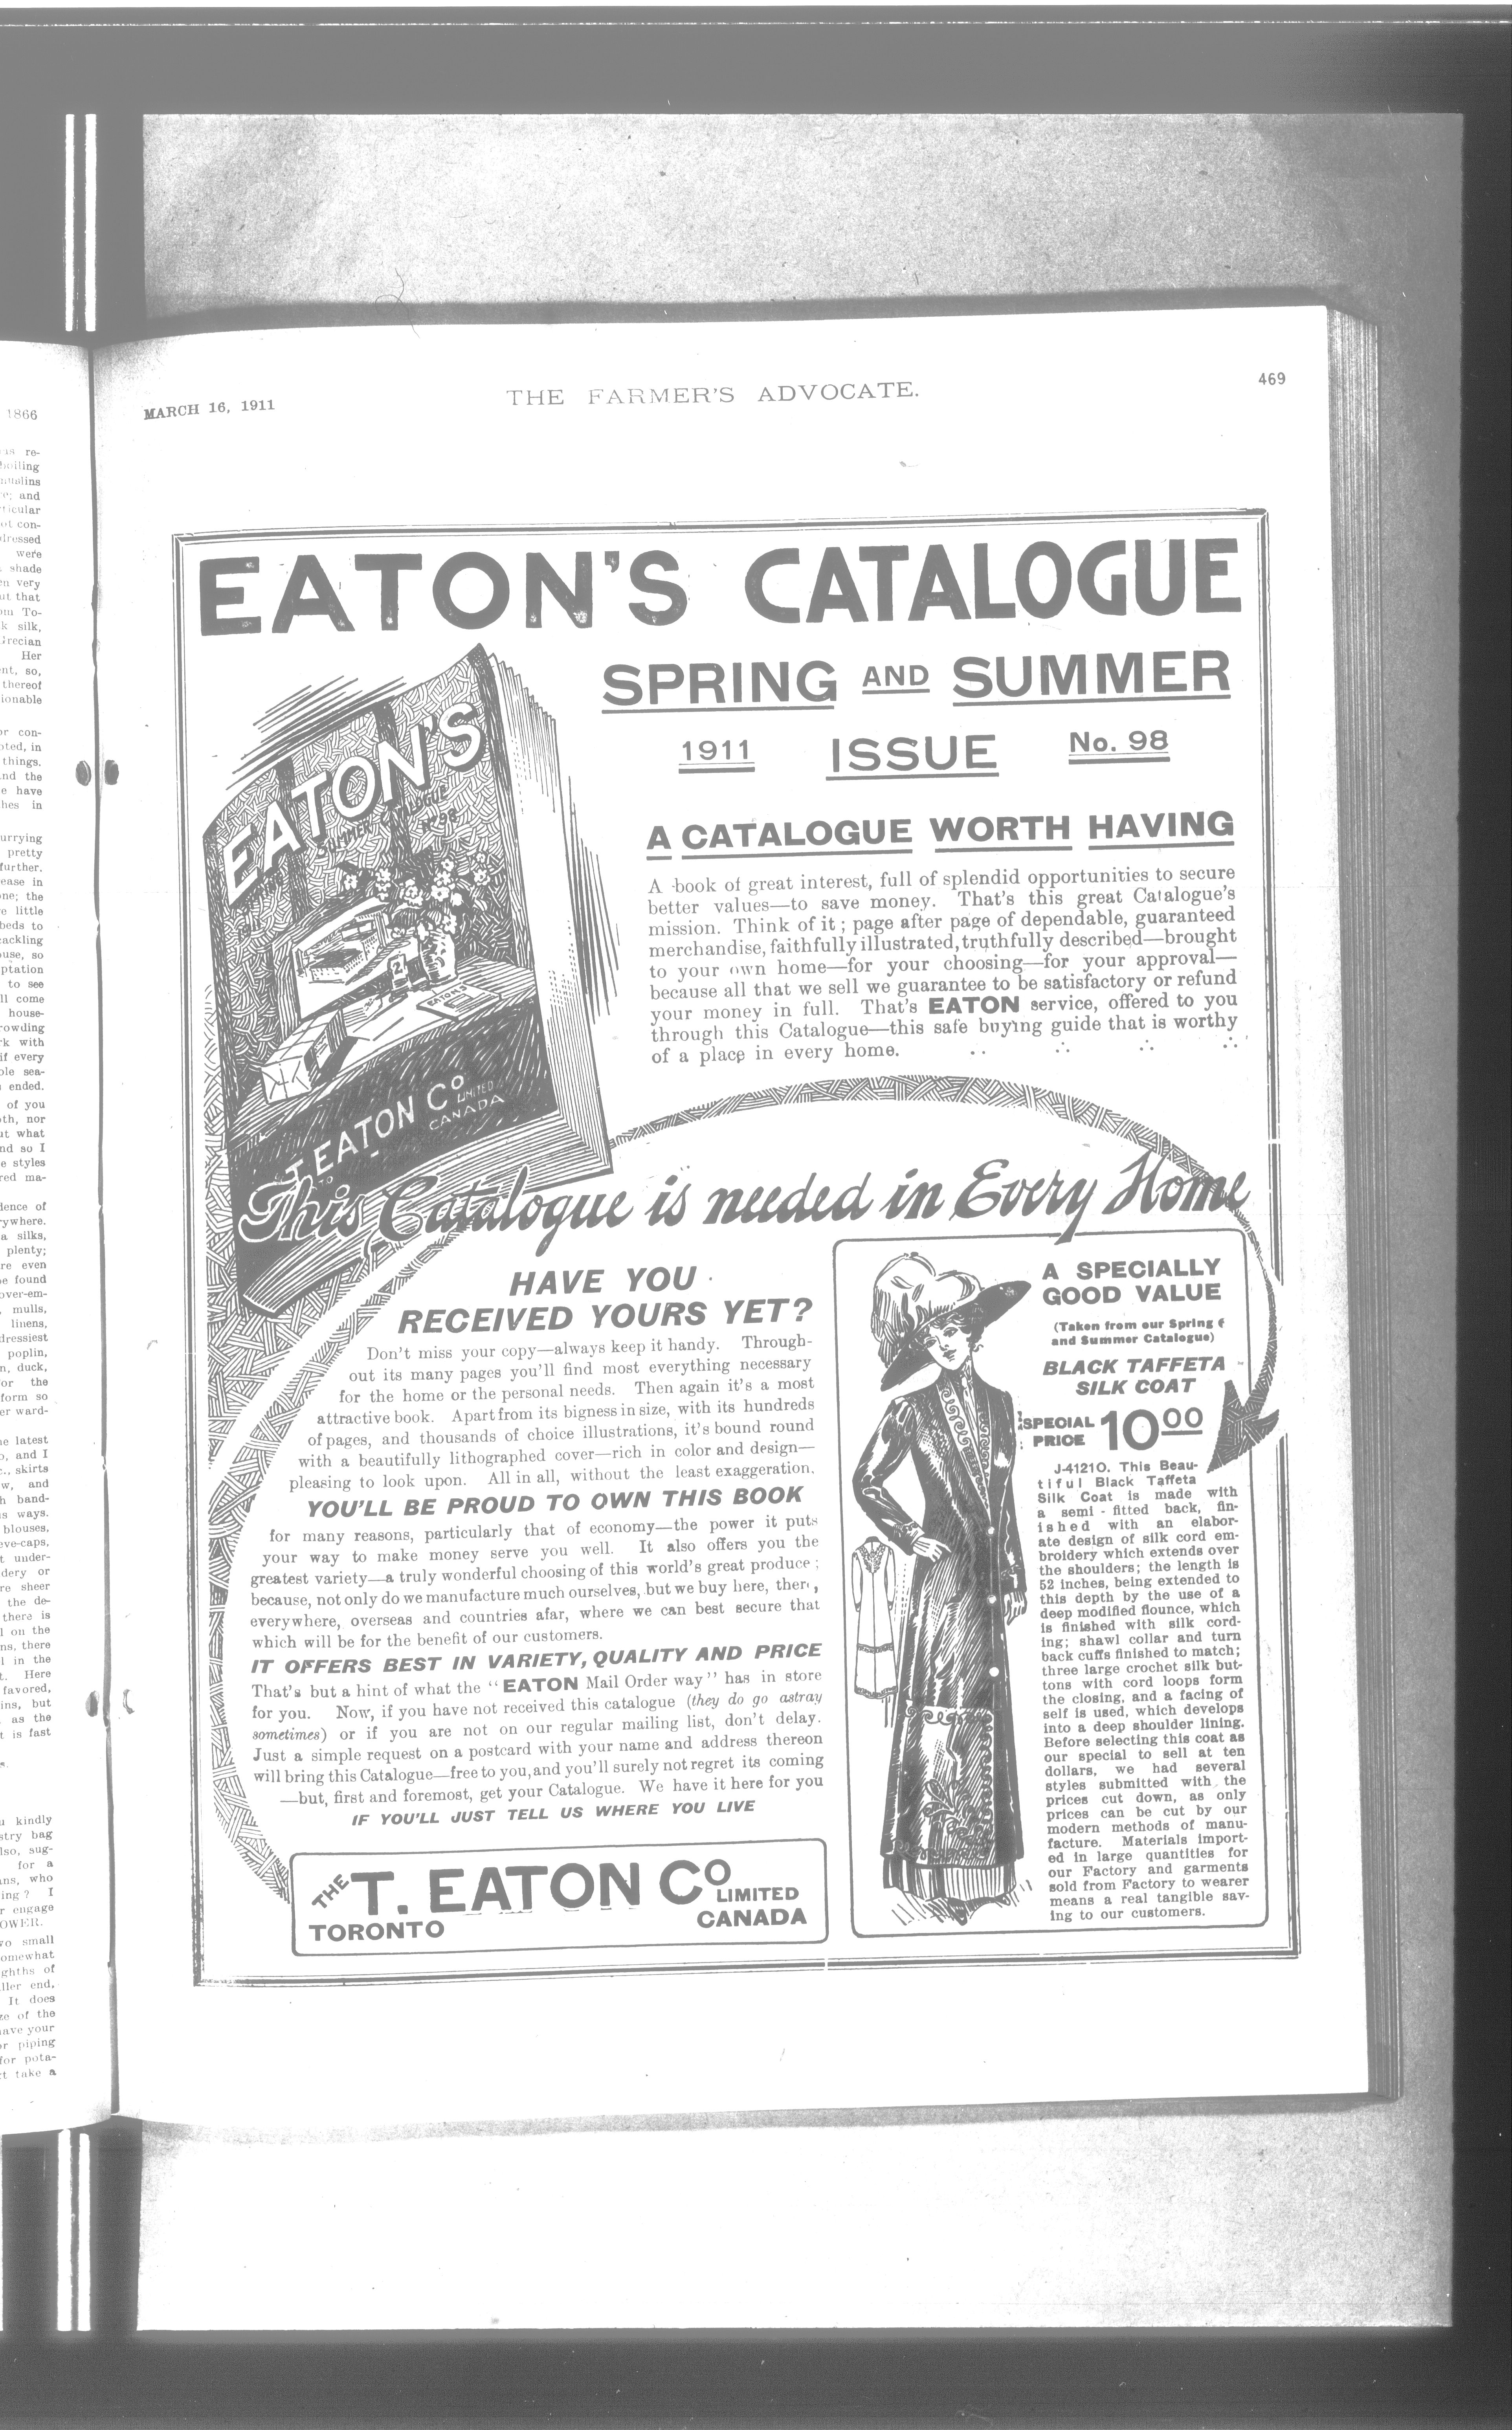 MARCH 16, 1911
THE FARMER'S ADVOCATE.
469
EATON'S CATALOGUE
SPRING AND SUMMER
1911 ISSUE No. 98
EATON'S
SUMMER CATALOGUE
No 98
T. EATON Co
LIMITED
CANADA
A CATALOGUE WORTH HAVING
A book of great interest, full of splendid opportunities to secure
better values—to save money. That's this great Catalogue's
mission. Think of it; page after page of dependable, guaranteed
merchandise, faithfully illustrated, truthfully described—brought
to your own home—for your choosing—for your approval—
because all that we sell we guarantee to be satisfactory or refund
your money in full. That's EATON service, offered to you
through this Catalogue—this safe buying guide that is worthy
of a place in every home.
This Catalogue is needed in Every Home
HAVE YOU
RECEIVED YOURS YET?
Don't miss your copy—always keep it handy. Through-
out its many pages you'll find most everything necessary
for the home or the personal needs. Then again it's a most
attractive book. Apart from its bigness in size, with its hundreds
of pages, and thousands of choice illustrations, it's bound round
with a beautifully lithographed cover—rich in color and design—
pleasing to look upon. All in all, without the least exaggeration,
YOU'LL BE PROUD TO OWN THIS BOOK
for many reasons, particularly that of economy—the power it puts
your way to make money serve you well. It also offers you the
greatest variety—a truly wonderful choosing of this world's great produce;
because, not only do we manufacture much ourselves, but we buy here, there,
everywhere, overseas and countries afar, where we can best secure that
which will be for the benefit of our customers.
IT OFFERS BEST IN VARIETY, QUALITY AND PRICE
That's but a hint of what the "EATON Mail Order way" has in store
for you. Now, if you have not received this catalogue (they do go astray
sometimes) or if you are not on our regular mailing list, don't delay.
Just a simple request on a postcard with your name and address thereon
will bring this Catalogue—free to you, and you'll surely not regret its coming
—but, first and foremost, get your Catalogue. We have it here for you
IF YOU'LL JUST TELL US WHERE YOU LIVE
THE T. EATON Co
LIMITED
TORONTO CANADA
A SPECIALLY
GOOD VALUE
(Taken from our Spring
and Summer Catalogue)
BLACK TAFFETA
SILK COAT
SPECIAL
PRICE 10.00
J-41210. This Beau-
tiful Black Taffeta
Silk Coat is made with
a semi-fitted back, fin-
ished with an elabor-
ate design of silk cord em-
broidery which extends over
the shoulders; the length is
52 inches, being extended to
this depth by the use of a
deep modified flounce, which
is finished with silk cord-
ing; shawl collar and turn
back cuffs finished to match;
three large crochet silk but-
tons with cord loops form
the closing, and a facing of
self is used, which develops
into a deep shoulder lining.
Before selecting this coat as
our special to sell at ten
dollars, we had several
styles submitted with the
prices cut down, as only
prices can be cut by our
modern methods of manu-
facture. Materials import-
ed in large quantities for
our Factory and garments
sold from Factory to wearer
means a real tangible sav-
ing to our customers.